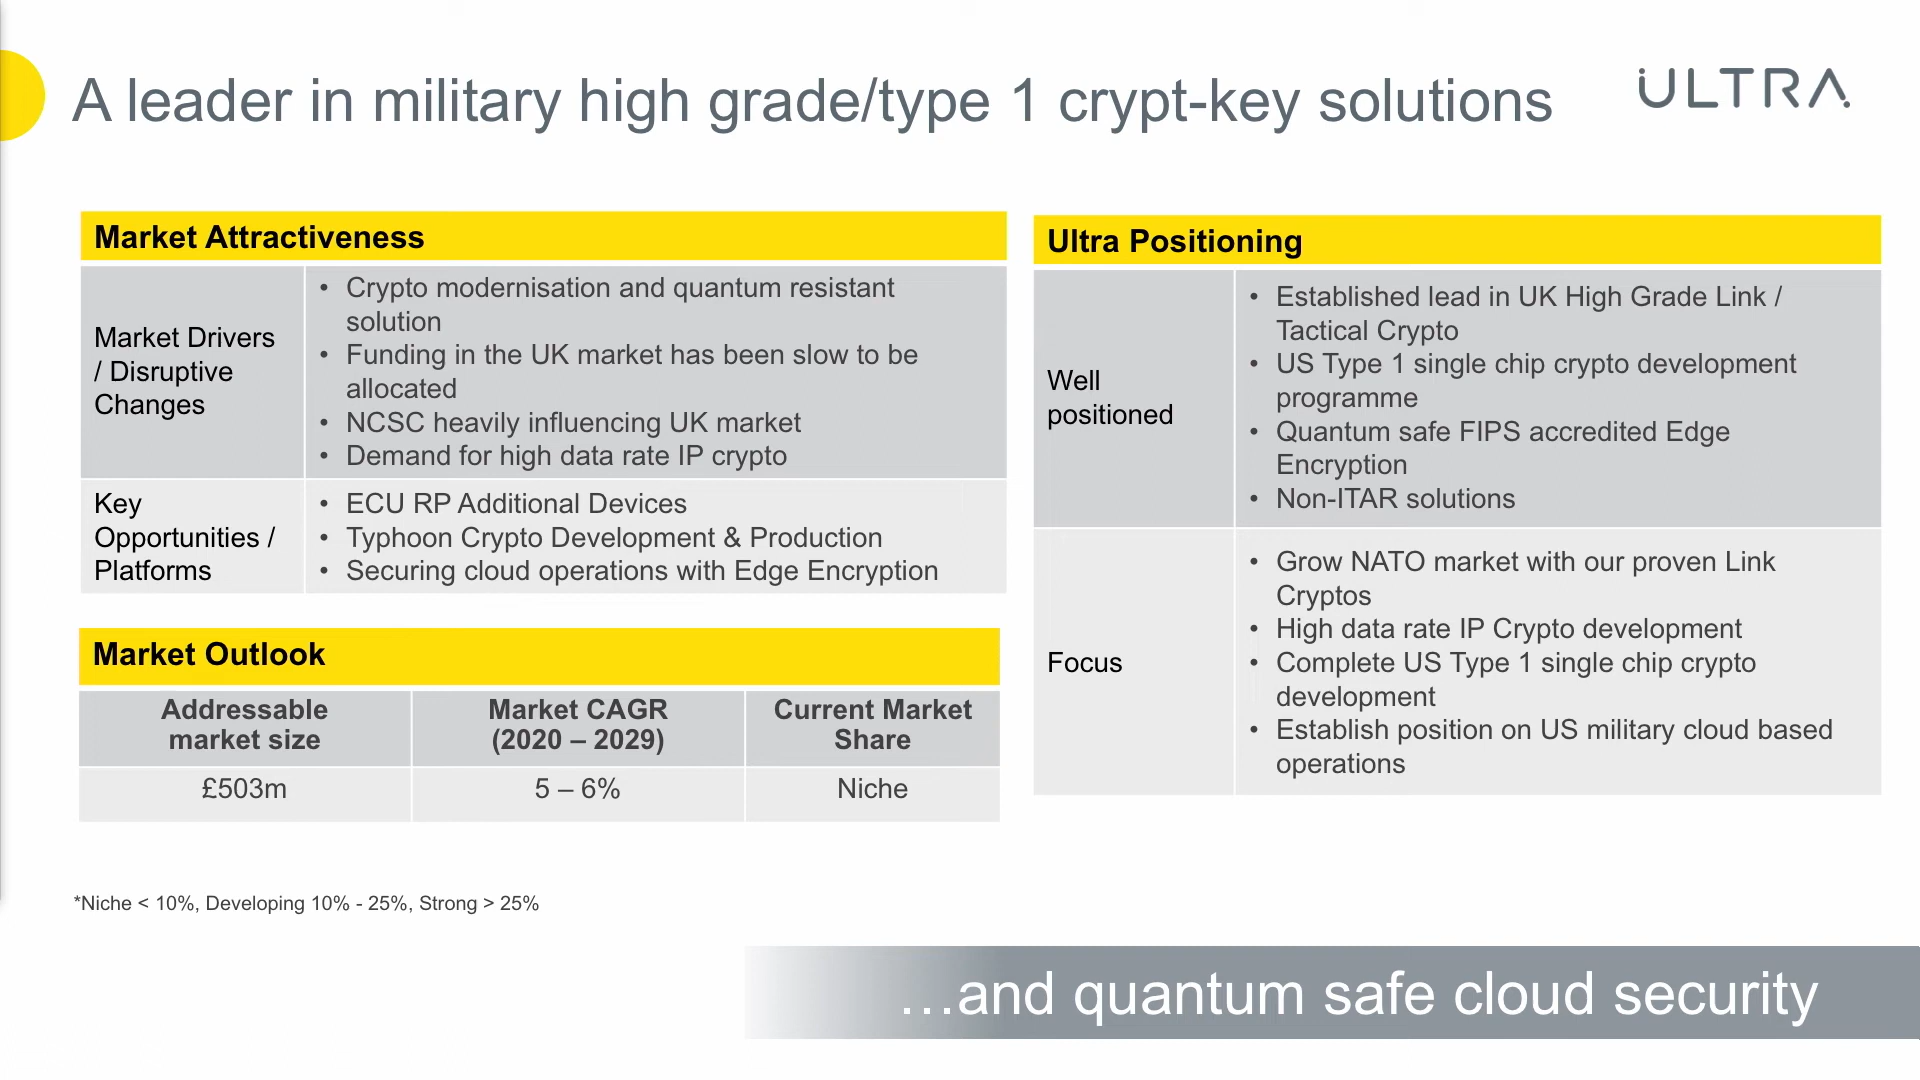 A leader in military high grade/type 1 crypt-key solutions
ULTRA
Market Attractiveness
Market Drivers
/ Disruptive
Changes
• Crypto modernisation and quantum resistant
solution
• Funding in the UK market has been slow to be
allocated
• NCSC heavily influencing UK market
• Demand for high data rate IP crypto
Key
Opportunities /
Platforms
• ECU RP Additional Devices
• Typhoon Crypto Development & Production
• Securing cloud operations with Edge Encryption
Market Outlook
Addressable
market size
Market CAGR
(2020 – 2029)
Current Market
Share
£503m
5 – 6%
Niche
Ultra Positioning
Well
positioned
• Established lead in UK High Grade Link /
Tactical Crypto
• US Type 1 single chip crypto development
programme
• Quantum safe FIPS accredited Edge
Encryption
• Non-ITAR solutions
Focus
• Grow NATO market with our proven Link
Cryptos
• High data rate IP Crypto development
• Complete US Type 1 single chip crypto
development
• Establish position on US military cloud based
operations
*Niche < 10%, Developing 10% - 25%, Strong > 25%
…and quantum safe cloud security